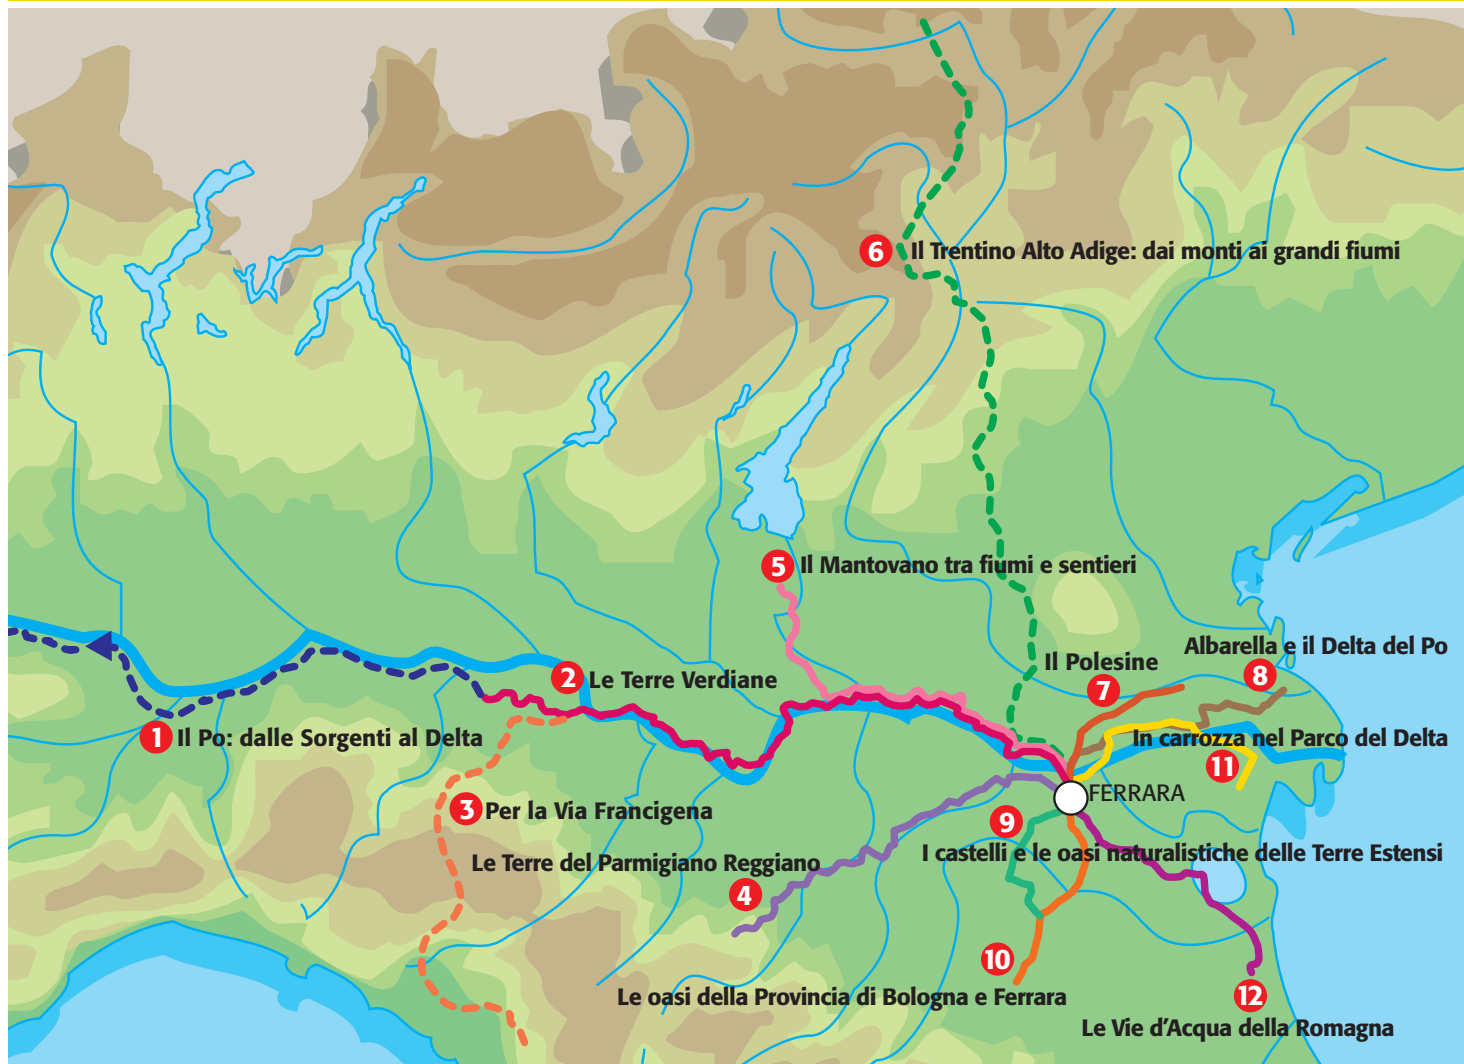 6 Il Trentino Alto Adige: dai monti ai grandi fiumi
5 Il Mantovano tra fiumi e sentieri
Albarella e il Delta del Po
8
Il Polesine
7
2 Le Terre Verdiane
1 Il Po: dalle Sorgenti al Delta
In carrozza nel Parco del Delta
11
FERRARA
3 Per la Via Francigena
9
I castelli e le oasi naturalistiche delle Terre Estensi
Le Terre del Parmigiano Reggiano
4
10
Le oasi della Provincia di Bologna e Ferrara
12
Le Vie d’Acqua della Romagna